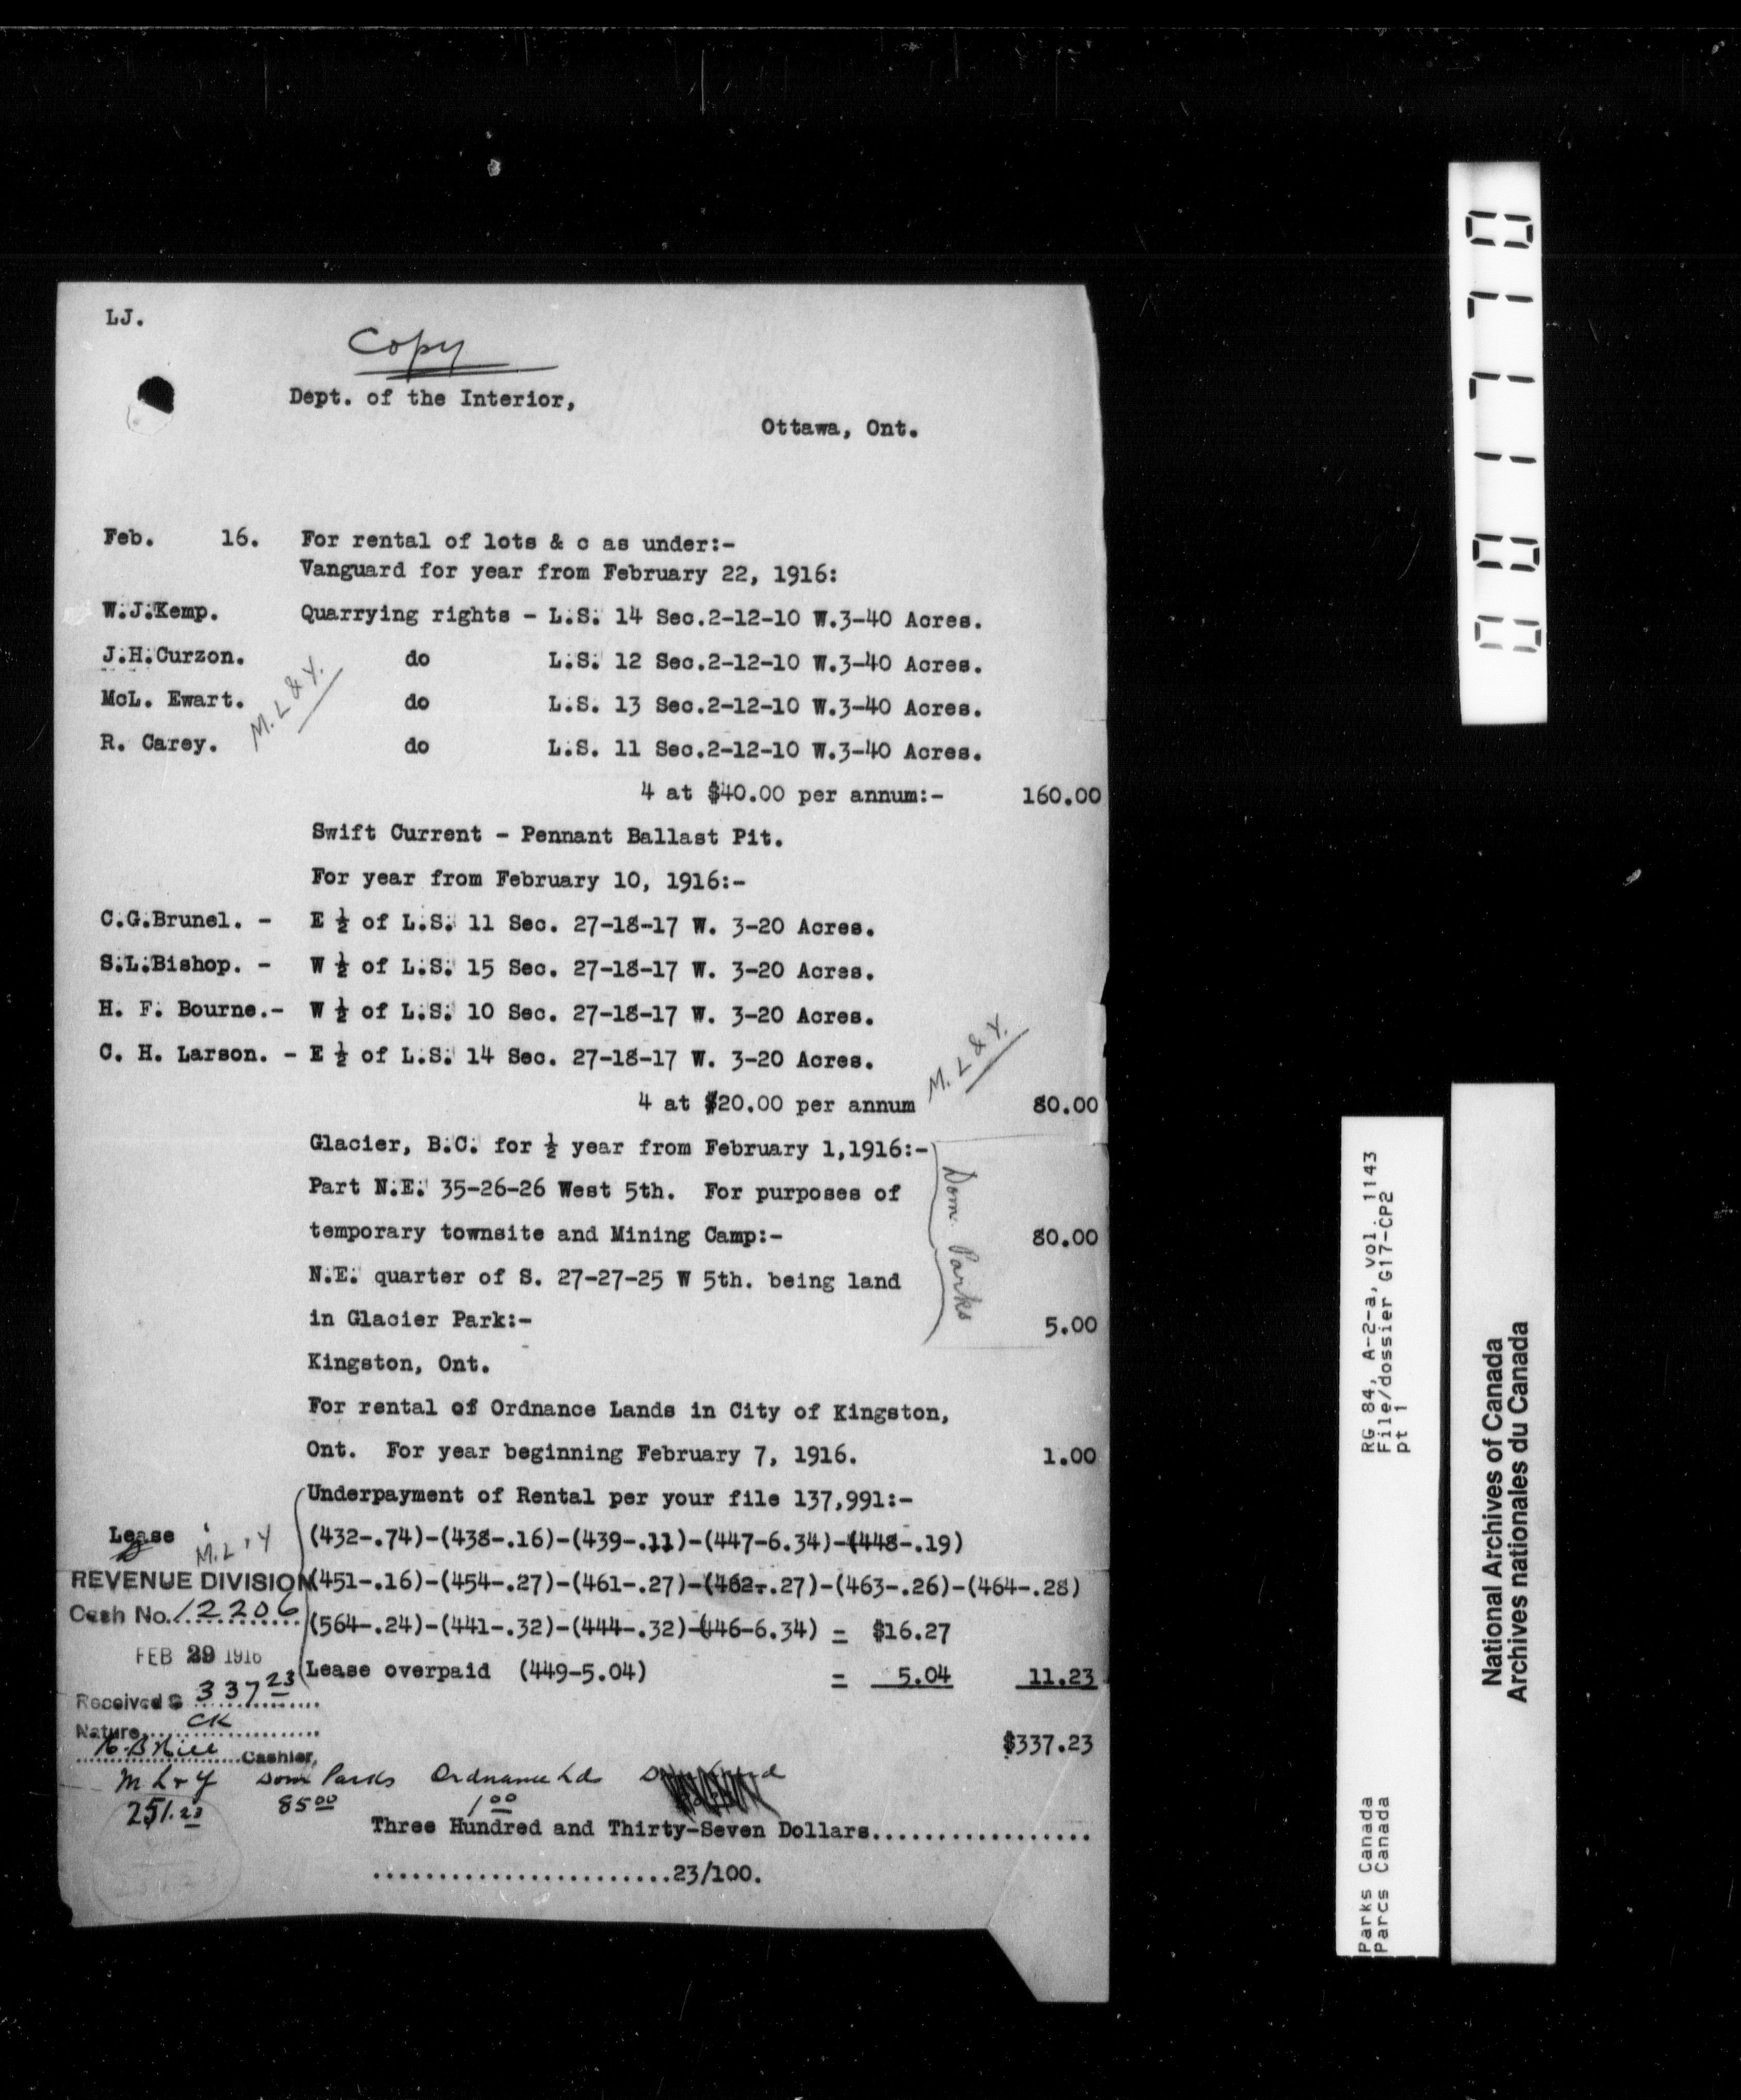 LJ.
Copy
Dept. of the Interior,
Ottawa, Ont.
Feb. 16. For rental of lots & c as under:-
Vanguard for year from February 22, 1916:
W.J.Kemp. Quarrying rights - L.S. 14 Sec.2-12-10 W.3-40 Acres.
J.H.Curzon. do L.S. 12 Sec.2-12-10 W.3-40 Acres.
McL. Ewart. do L.S. 13 Sec.2-12-10 W.3-40 Acres.
R. Carey. do L.S. 11 Sec.2-12-10 W.3-40 Acres.
M. L & Y.
4 at $40.00 per annum:- 160.00
Swift Current - Pennant Ballast Pit.
For year from February 10, 1916:-
C.G.Brunel. - E ½ of L.S. 11 Sec. 27-18-17 W. 3-20 Acres.
S.L.Bishop. - W ½ of L.S. 15 Sec. 27-18-17 W. 3-20 Acres.
H. F. Bourne.- W ½ of L.S. 10 Sec. 27-18-17 W. 3-20 Acres.
C. H. Larson. - E ½ of L.S. 14 Sec. 27-18-17 W. 3-20 Acres.
4 at $20.00 per annum M. L & Y. 80.00
Glacier, B.C. for ½ year from February 1,1916:-
Part N.E. 35-26-26 West 5th. For purposes of
temporary townsite and Mining Camp:- 80.00
N.E. quarter of S. 27-27-25 W 5th. being land
in Glacier Park:- 5.00
Dom. Parks
Kingston, Ont.
For rental of Ordnance Lands in City of Kingston,
Ont. For year beginning February 7, 1916. 1.00
Underpayment of Rental per your file 137,991:-
(432-.74)-(438-.16)-(439-.11)-(447-6.34)-(448-.19)
(451-.16)-(454-.27)-(461-.27)-(462-.27)-(463-.26)-(464-.28)
(564-.24)-(441-.32)-(444-.32)-(446-6.34) = $16.27
Lease overpaid (449-5.04) = 5.04 11.23
$337.23
Lease
M.L & Y
REVENUE DIVISION
Cash No. 12206
FEB 29 1916
Received $ 337 23
Nature CK
Cashier,
M L & Y Dom Parks Ordnance Lds
251.23 85 00 1 00
Three Hundred and Thirty-Seven Dollars.................
.......................23/100.
001770
RG 84, A-2-a, vol. 1143
File/dossier G17-CP2
pt 1
Parks Canada
Parcs Canada
National Archives of Canada
Archives nationales du Canada